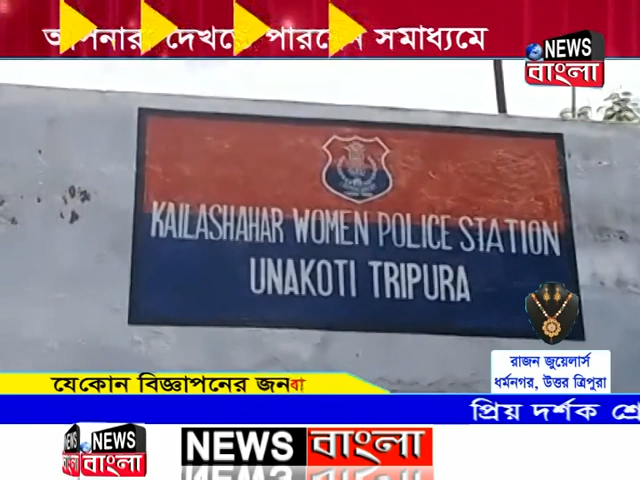 দেখতে সমাধ্যমে
NEWS
বাংলা
KAILASHAHAR WOMEN POLICE STATION
UNAKOTI TRIPURA
রাজন জুয়েলার্স
ধর্মনগর, উত্তর ত্রিপুরা
যেকোন বিজ্ঞাপনের জন্য
প্রিয় দর্শক
NEWS
বাংলা
NEWS বাংলা